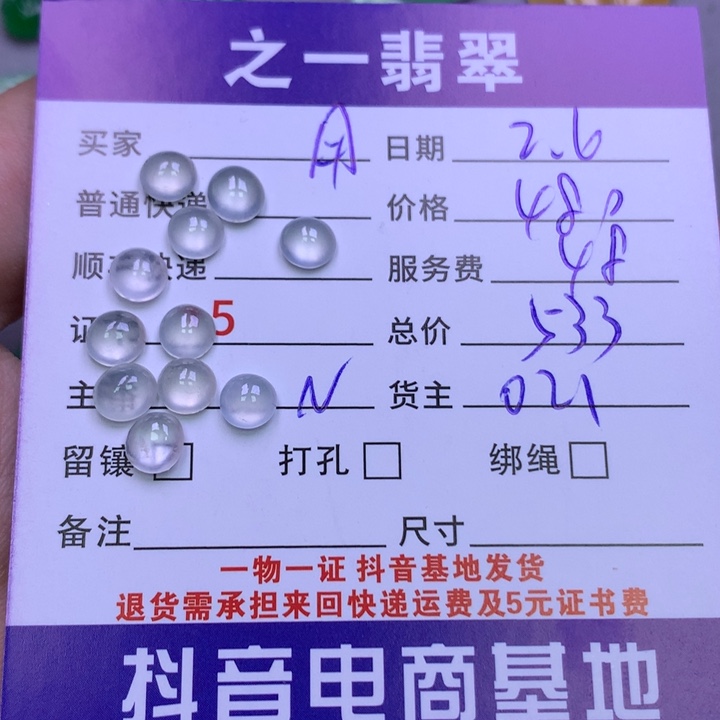 之一翡翠
买家 日期 2.6
普通快递 价格 480
顺 快递 服务费 48
证 5 总价 533
主 N 货主 021
留镶 打孔 绑绳
备注 尺寸
一物一证 抖音基地发货
退货需承担来回快递运费及5元证书费
抖音电商基地